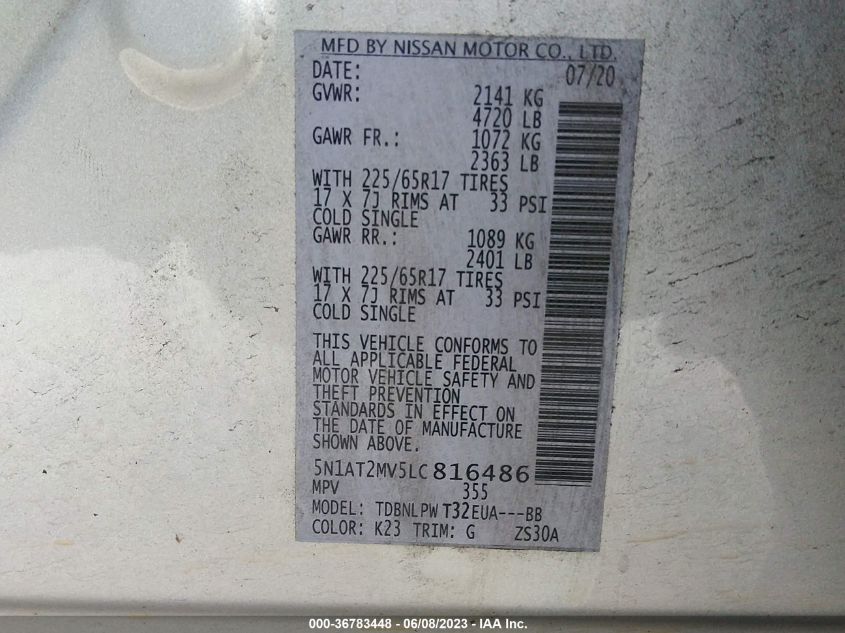 MFD BY NISSAN MOTOR CO., LTD.
DATE: 07/20
GVWR: 2141 KG
4720 LB
GAWR FR.: 1072 KG
2363 LB
WITH 225/65R17 TIRES
17 X 7J RIMS AT 33 PSI
COLD SINGLE
GAWR RR.: 1089 KG
2401 LB
WITH 225/65R17 TIRES
17 X 7J RIMS AT 33 PSI
COLD SINGLE
THIS VEHICLE CONFORMS TO
ALL APPLICABLE FEDERAL
MOTOR VEHICLE SAFETY AND
THEFT PREVENTION
STANDARDS IN EFFECT ON
THE DATE OF MANUFACTURE
SHOWN ABOVE.
5N1AT2MV5LC816486
MPV 355
MODEL: TDBNLPWT32EUA---BB
COLOR: K23 TRIM: G ZS30A
000-36783448 - 06/08/2023 - IAA Inc.